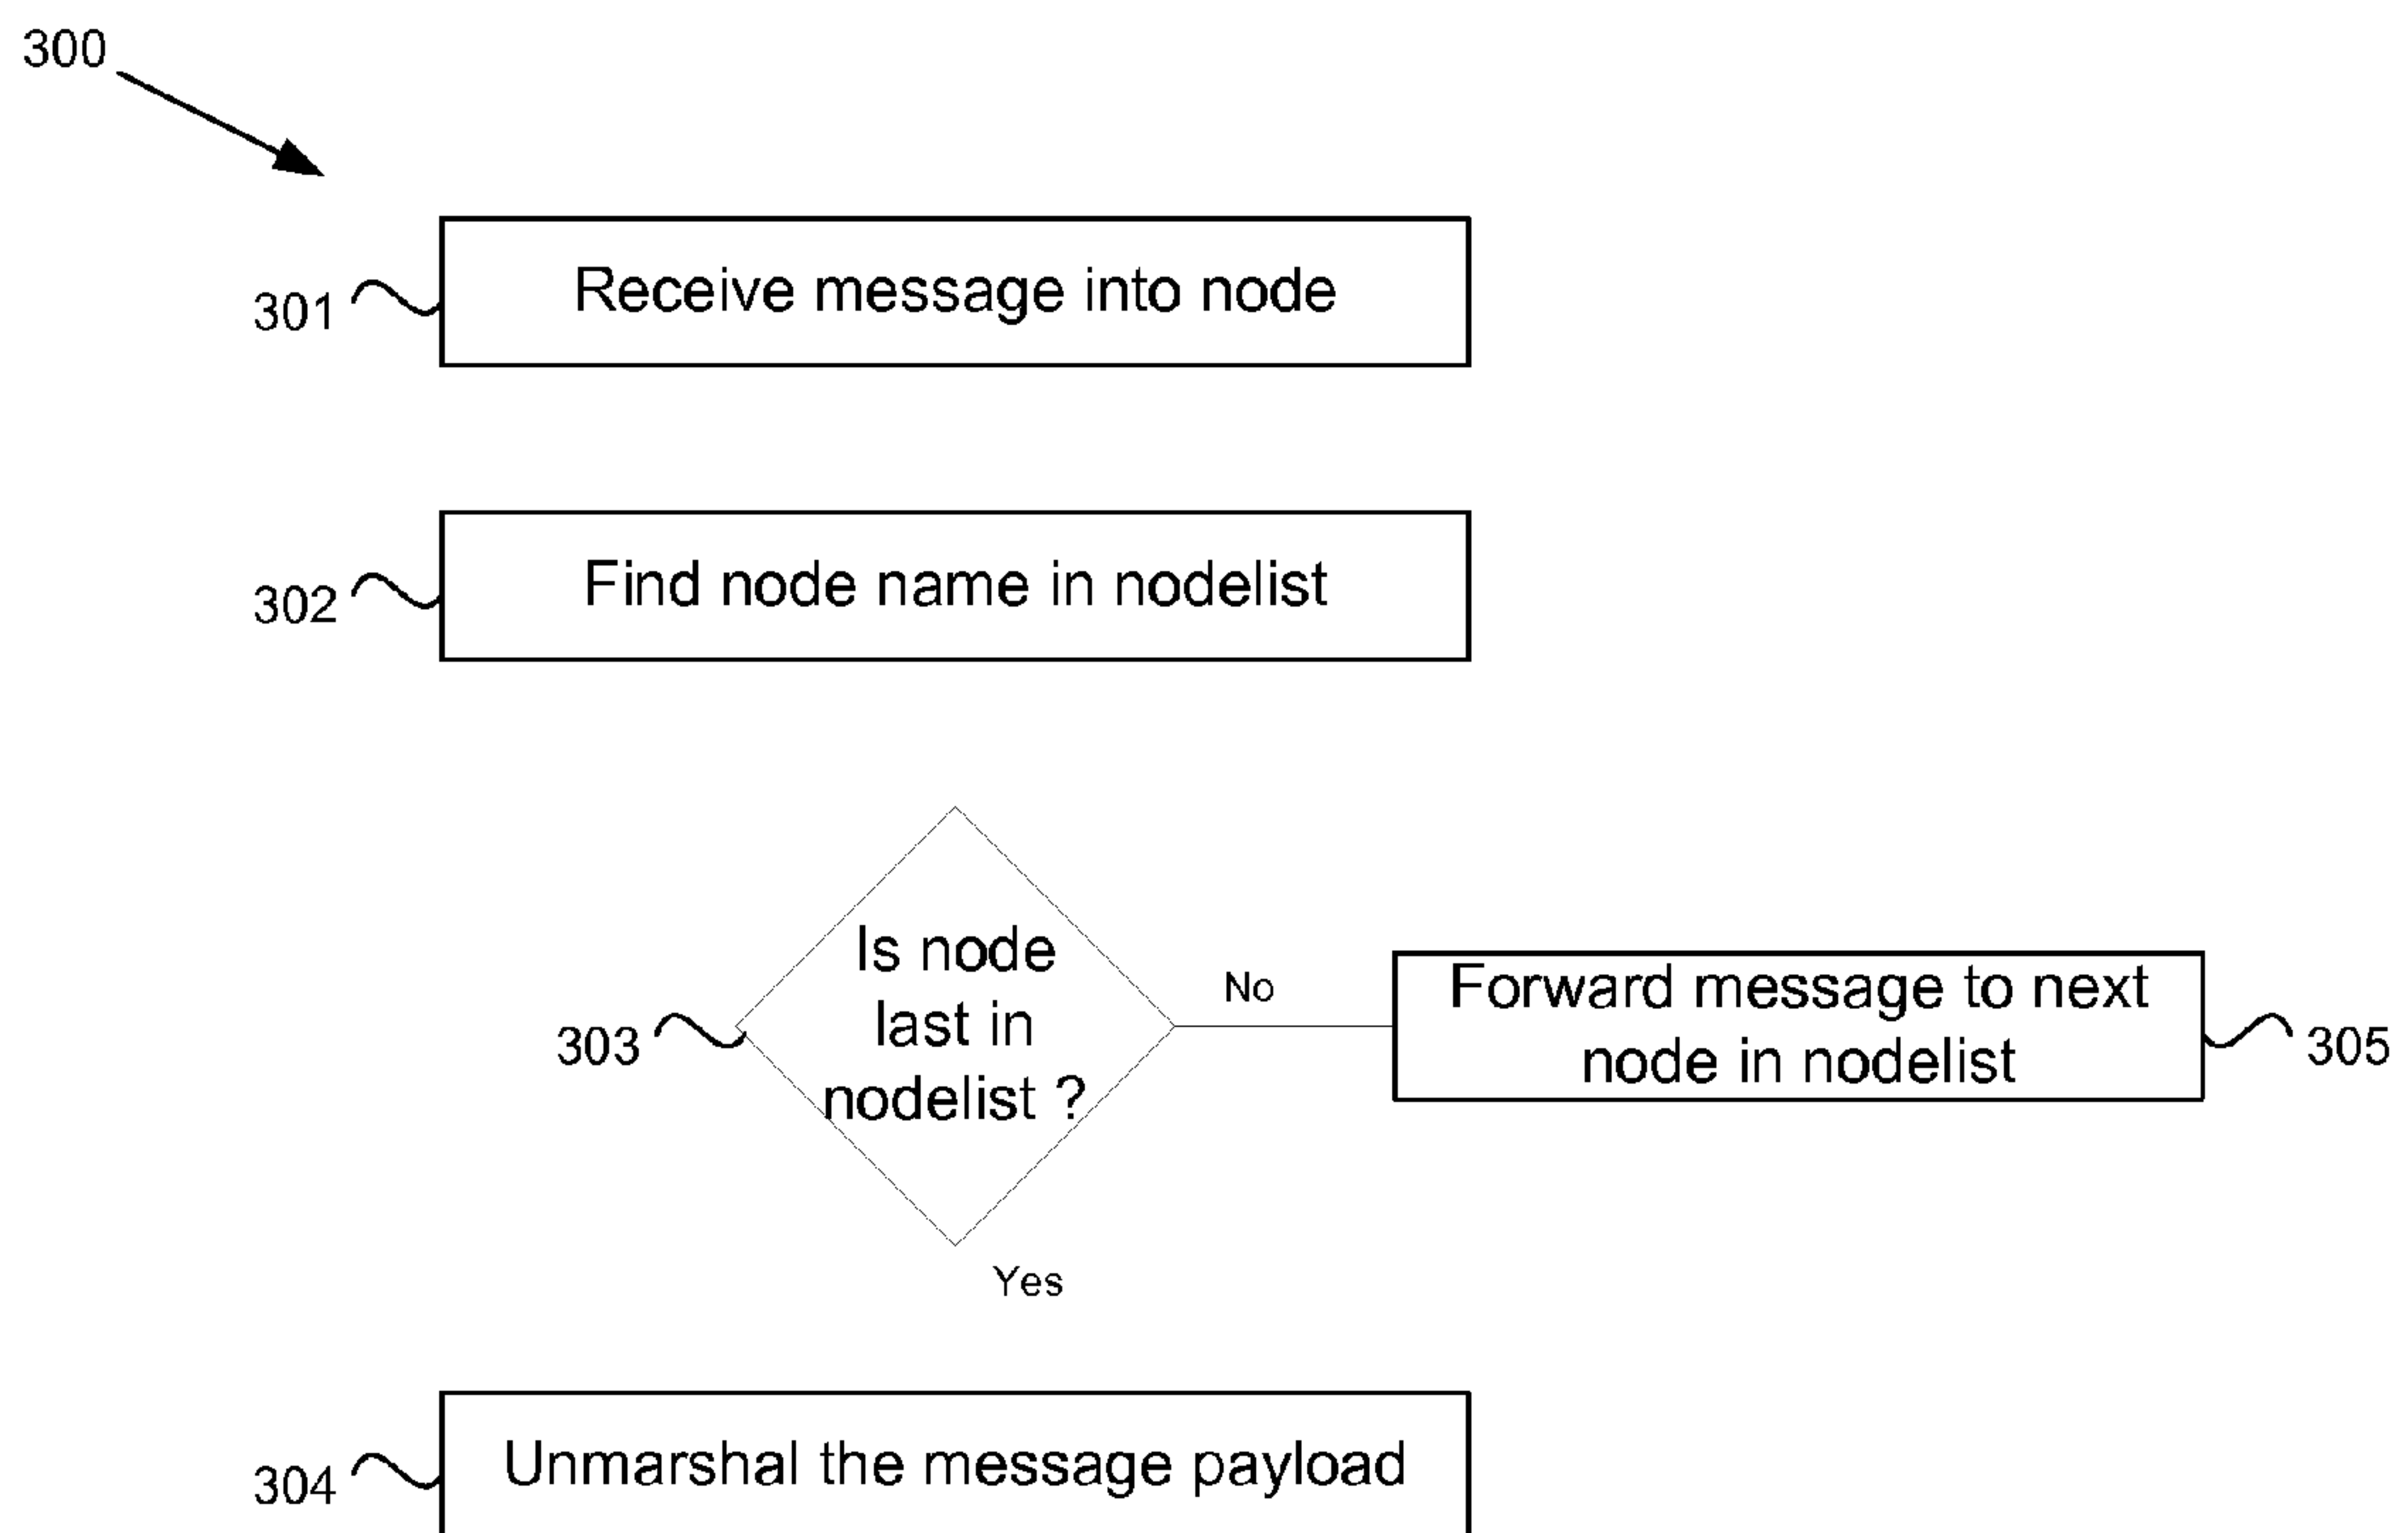 300
301
Receive message into node
302
Find node name in nodelist
303
Is node
last in
nodelist ?
No
Forward message to next
node in nodelist
305
Yes
304
Unmarshal the message payload